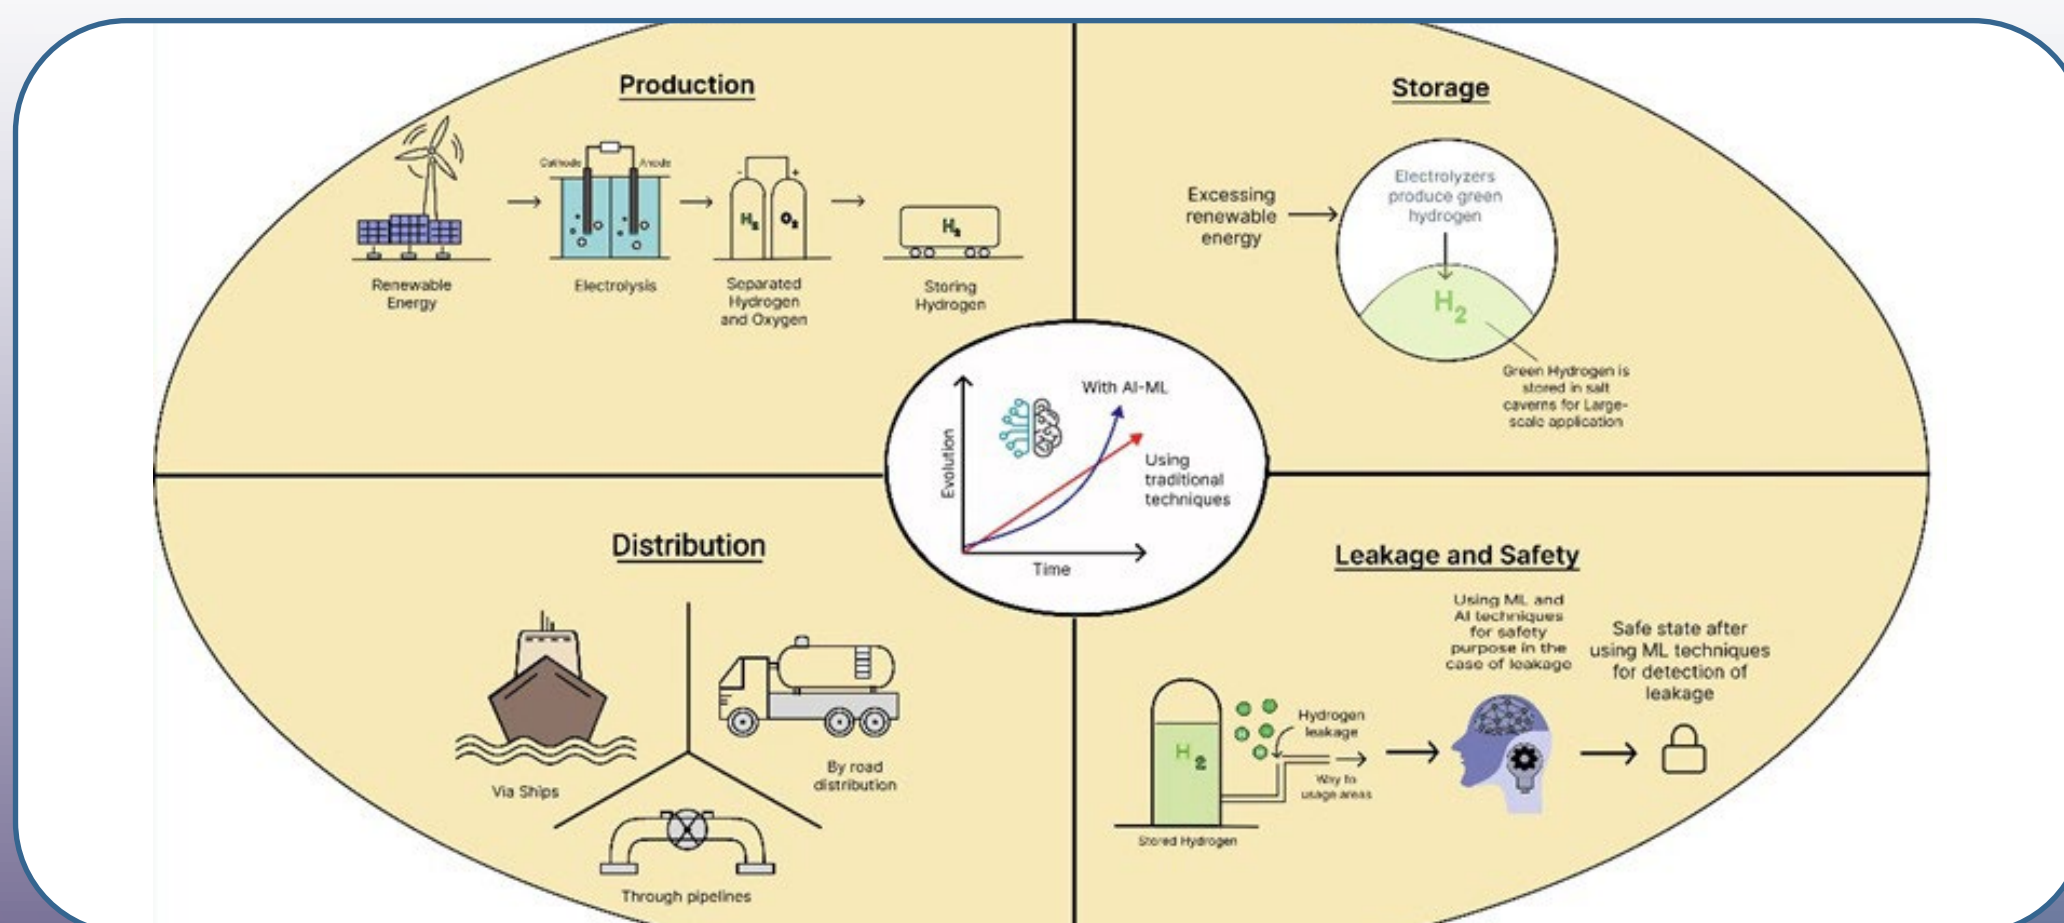 Production
Cathode
Anode
-
+
H₂
O₂
H₂
Renewable
Energy
Electrolysis
Separated
Hydrogen
and Oxygen
Storing
Hydrogen
Storage
Excessing
renewable
energy
Electrolyzers
produce green
hydrogen
H₂
Green Hydrogen is
stored in salt
caverns for Large-
scale application
With AI-ML
Using
traditional
techniques
Evolution
Time
Distribution
Via Ships
By road
distribution
Through pipelines
Leakage and Safety
Using ML and
AI techniques
for safety
purpose in the
case of leakage
Safe state after
using ML techniques
for detection of
leakage
H₂
Hydrogen
leakage
Way to
usage areas
Stored Hydrogen